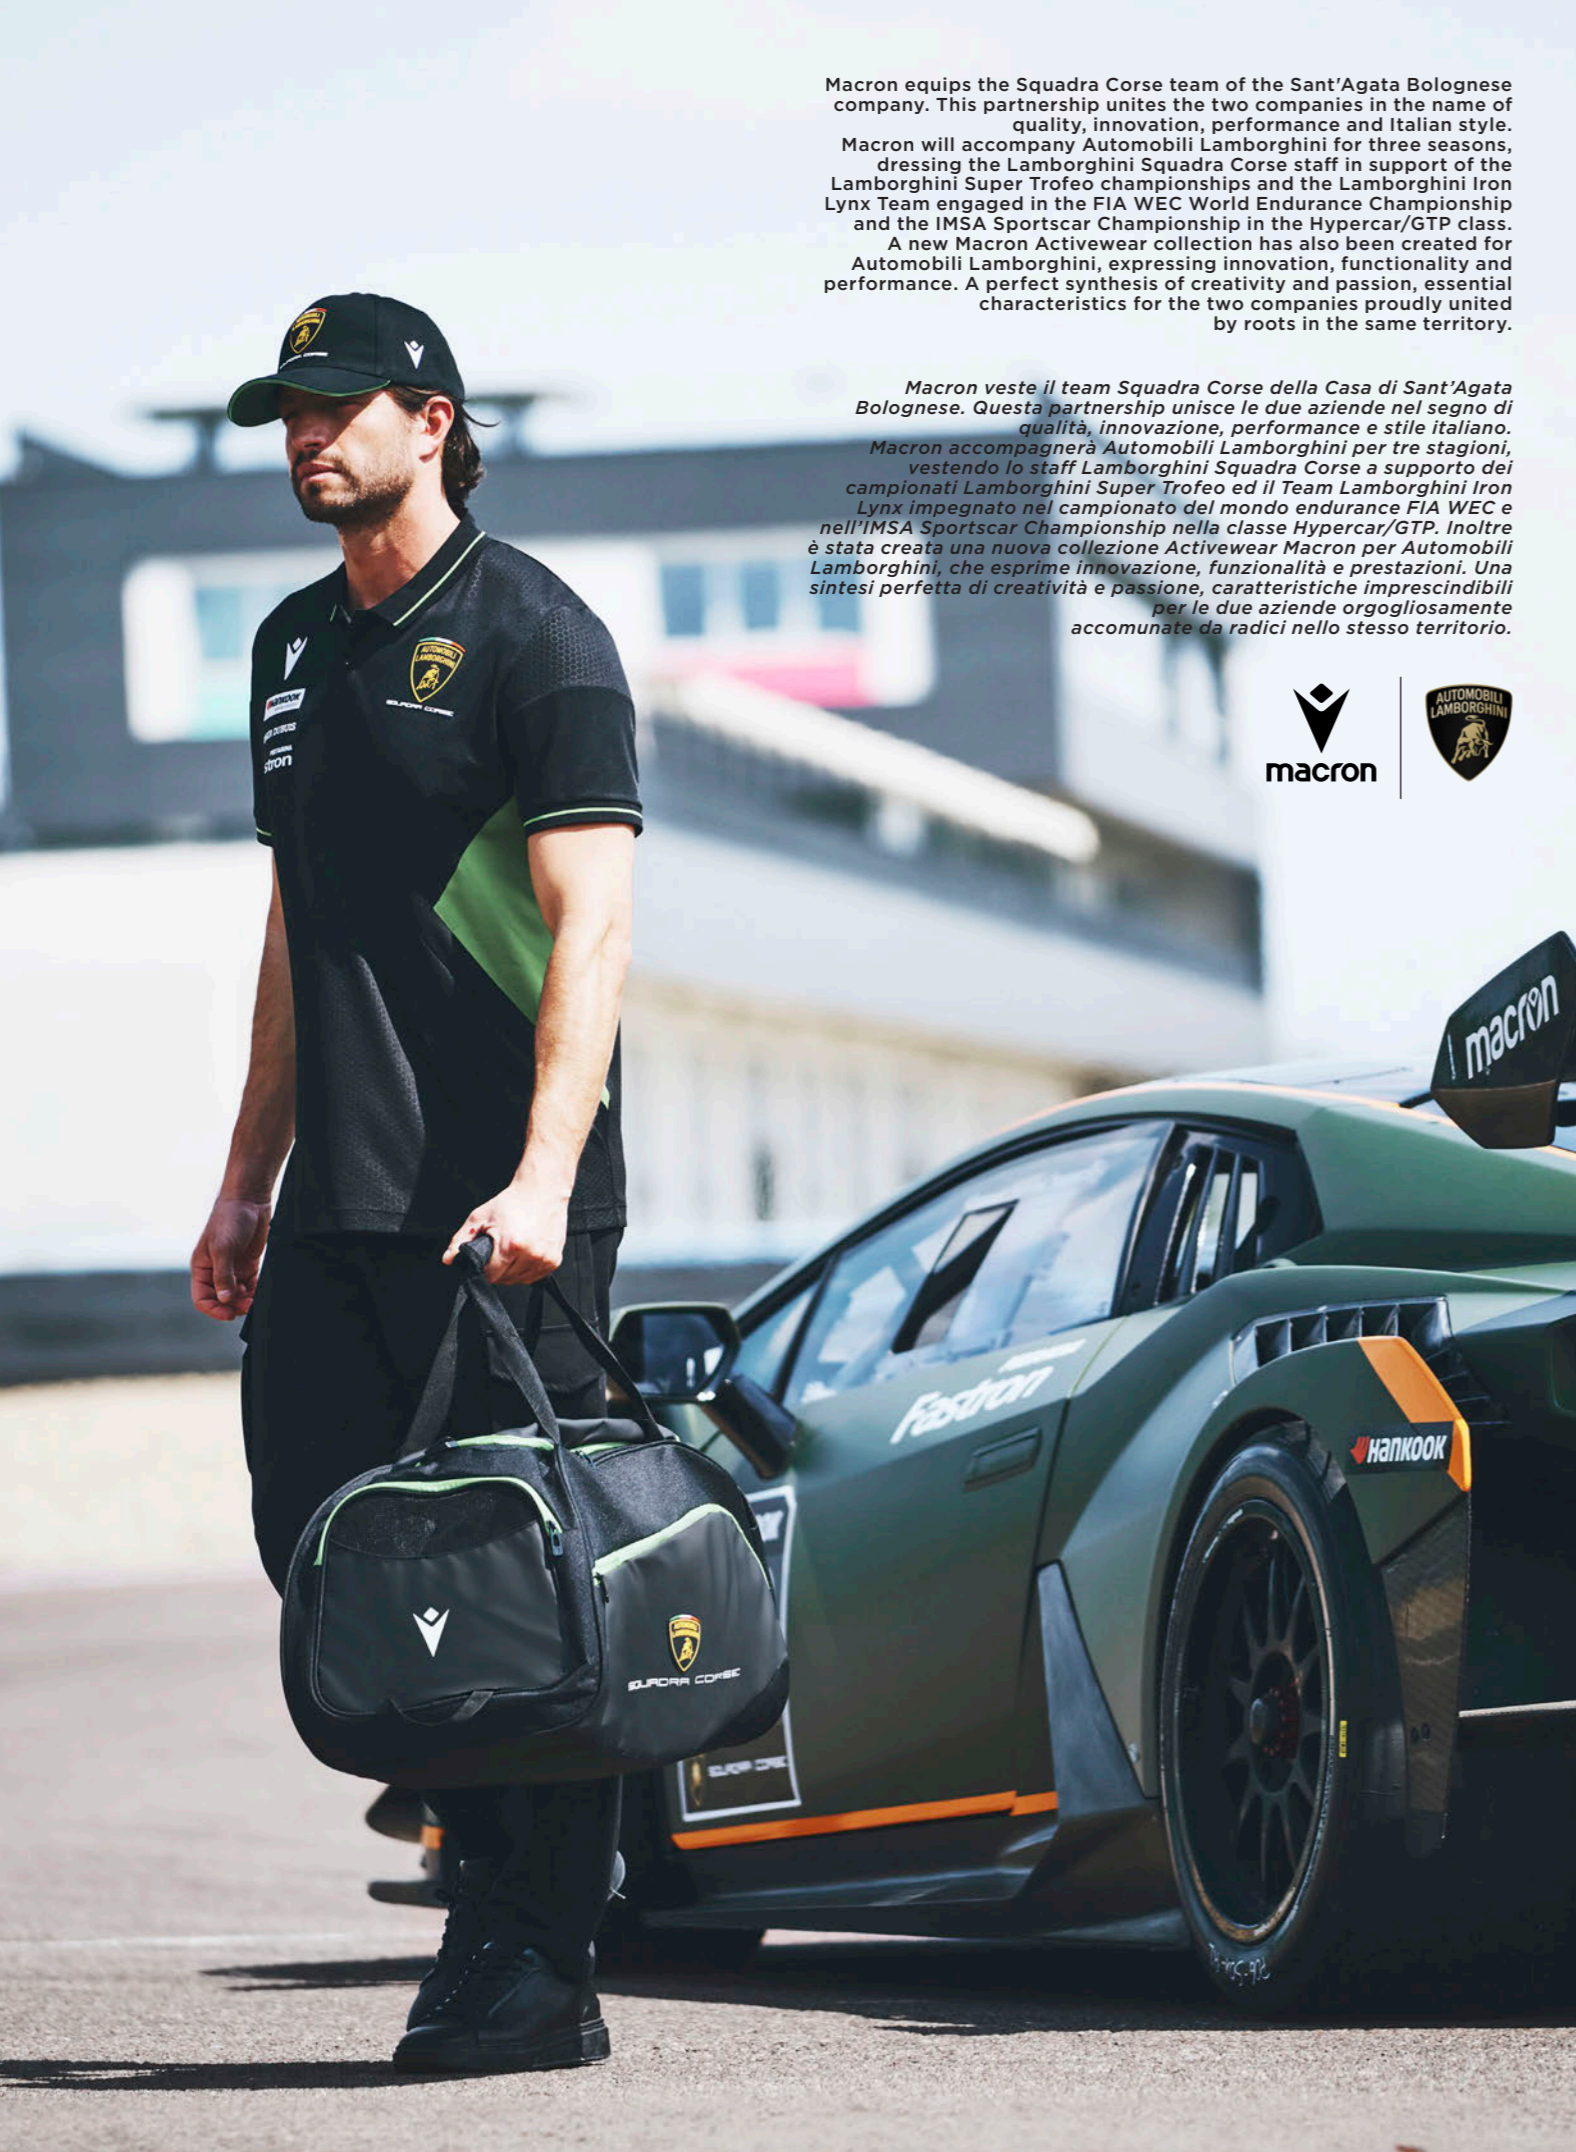 Macron equips the Squadra Corse team of the Sant'Agata Bolognese
company. This partnership unites the two companies in the name of
quality, innovation, performance and Italian style.
Macron will accompany Automobili Lamborghini for three seasons,
dressing the Lamborghini Squadra Corse staff in support of the
Lamborghini Super Trofeo championships and the Lamborghini Iron
Lynx Team engaged in the FIA WEC World Endurance Championship
and the IMSA Sportscar Championship in the Hypercar/GTP class.
A new Macron Activewear collection has also been created for
Automobili Lamborghini, expressing innovation, functionality and
performance. A perfect synthesis of creativity and passion, essential
characteristics for the two companies proudly united
by roots in the same territory.
Macron veste il team Squadra Corse della Casa di Sant'Agata
Bolognese. Questa partnership unisce le due aziende nel segno di
qualità, innovazione, performance e stile italiano.
Macron accompagnerà Automobili Lamborghini per tre stagioni,
vestendo lo staff Lamborghini Squadra Corse a supporto dei
campionati Lamborghini Super Trofeo ed il Team Lamborghini Iron
Lynx impegnato nel campionato del mondo endurance FIA WEC e
nell'IMSA Sportscar Championship nella classe Hypercar/GTP. Inoltre
è stata creata una nuova collezione Activewear Macron per Automobili
Lamborghini, che esprime innovazione, funzionalità e prestazioni. Una
sintesi perfetta di creatività e passione, caratteristiche imprescindibili
per le due aziende orgogliosamente
accomunate da radici nello stesso territorio.
macron
AUTOMOBILI
LAMBORGHINI
AUTOMOBILI
LAMBORGHINI
SQUADRA CORSE
HANKOOK
stron
macron
Fastron
HANKOOK
AUTOMOBILI
LAMBORGHINI
SQUADRA CORSE